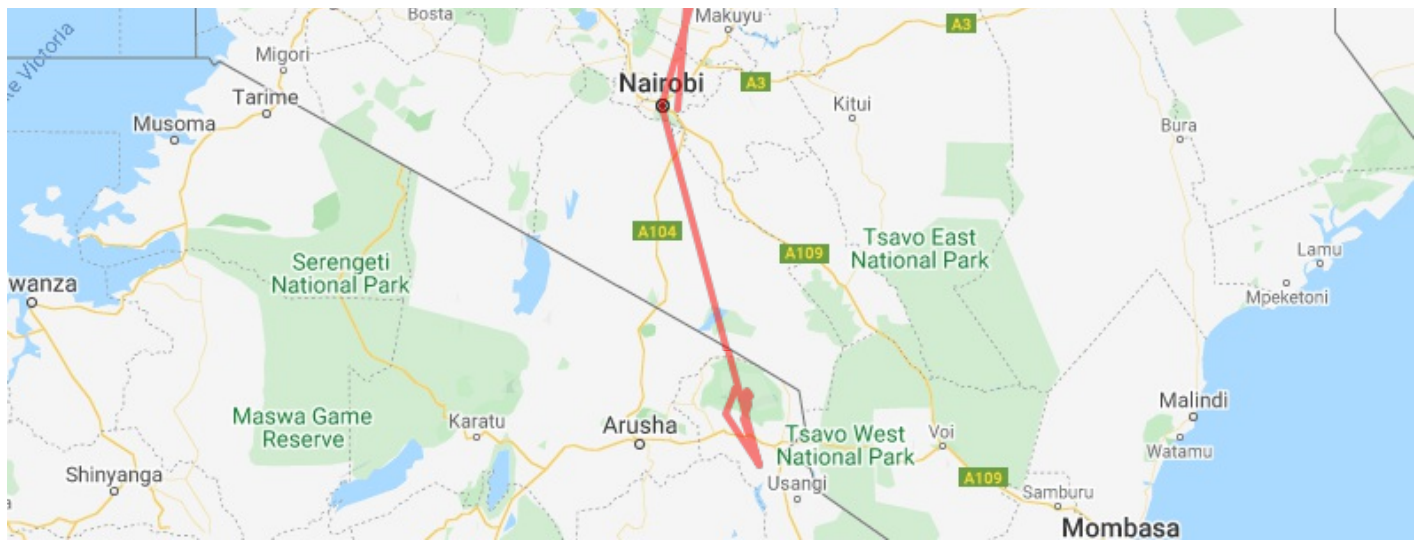 Bosta
Makuyu
A3
ke Victoria
Migori
Nairobi
A3
Tarime
Kitui
Musoma
Bura
A104
Tsavo East
National Park
A109
Lamu
Serengeti
National Park
wanza
Mpeketoni
Maswa Game
Reserve
Karatu
Arusha
Malindi
Tsavo West
National Park
Voi
Watamu
Shinyanga
Usangi
A109
Samburu
Mombasa